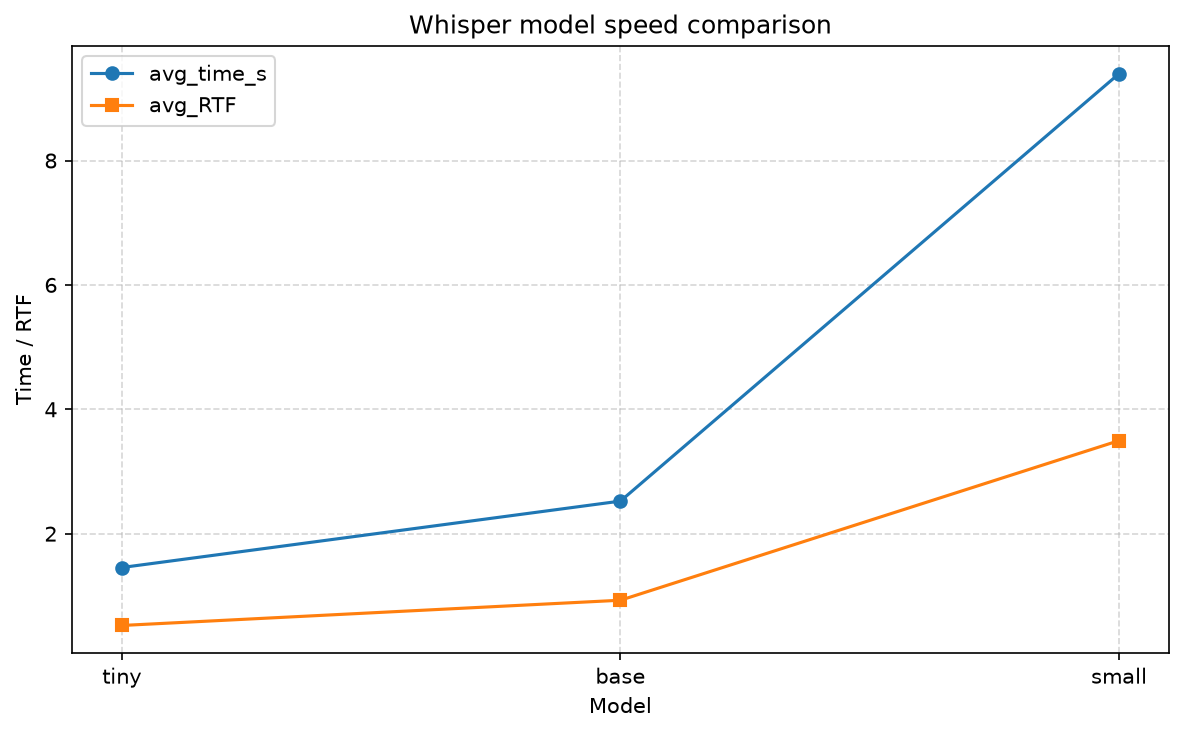 Whisper model speed comparison
avg_time_s
avg_RTF
8
6
4
2
Time / RTF
tiny
base
small
Model